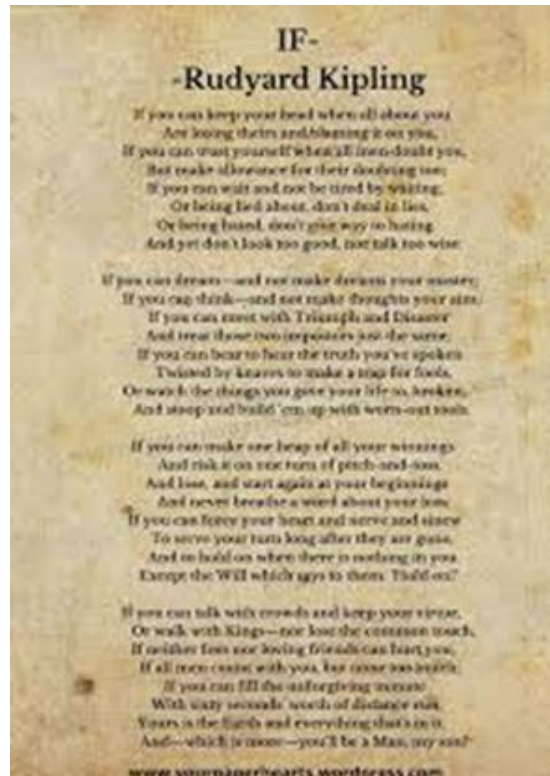 IF-
-Rudyard Kipling
If you can keep your head when all about you
Are losing theirs and blaming it on you,
If you can trust yourself when all men doubt you,
But make allowance for their doubting too;
If you can wait and not be tired by waiting,
Or being lied about, don't deal in lies,
Or being hated, don't give way to hating,
And yet don't look too good, nor talk too wise:
If you can dream—and not make dreams your master;
If you can think—and not make thoughts your aim;
If you can meet with Triumph and Disaster
And treat those two impostors just the same;
If you can bear to hear the truth you've spoken
Twisted by knaves to make a trap for fools,
Or watch the things you gave your life to, broken,
And stoop and build 'em up with worn-out tools:
If you can make one heap of all your winnings
And risk it on one turn of pitch-and-toss,
And lose, and start again at your beginnings
And never breathe a word about your loss;
If you can force your heart and nerve and sinew
To serve your turn long after they are gone,
And so hold on when there is nothing in you
Except the Will which says to them: 'Hold on!'
If you can talk with crowds and keep your virtue,
Or walk with Kings—nor lose the common touch,
If neither foes nor loving friends can hurt you,
If all men count with you, but none too much;
If you can fill the unforgiving minute
With sixty seconds' worth of distance run,
Yours is the Earth and everything that's in it,
And—which is more—you'll be a Man, my son!
www.yourpaperhearts.wordpress.com